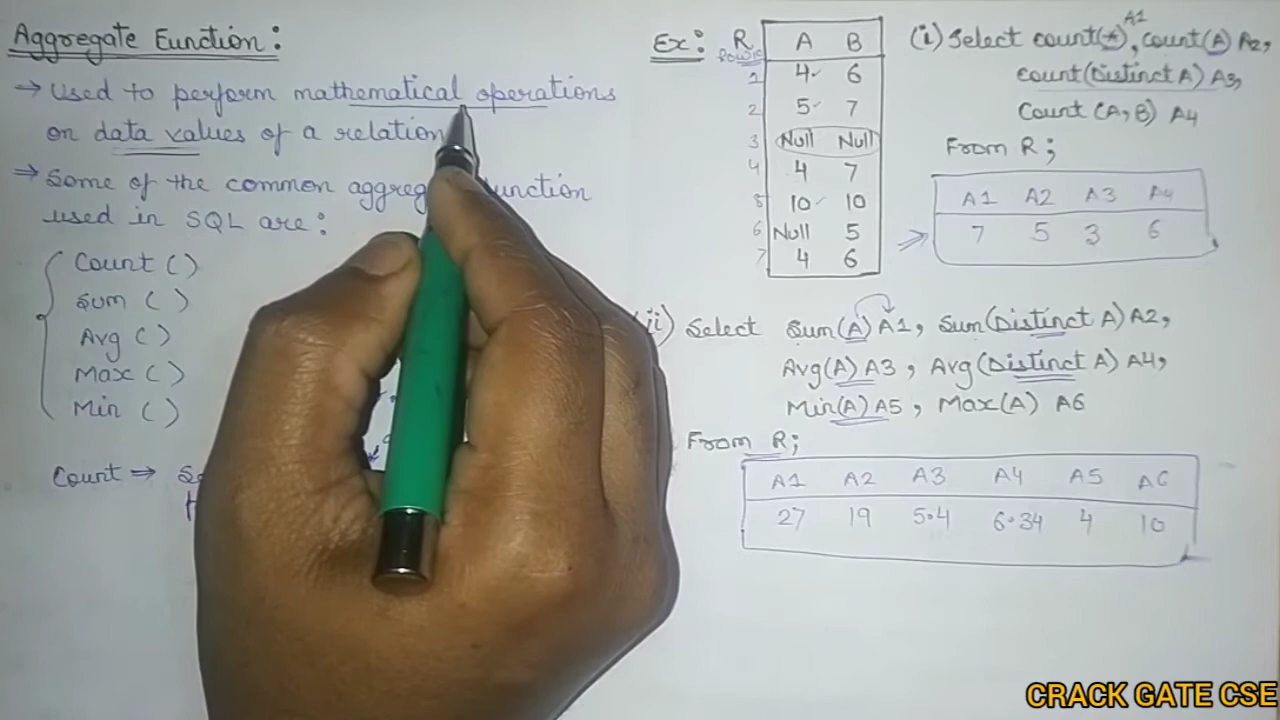 Aggregate Function:
→ Used to perform mathematical operations
on data values of a relation
→ Some of the common function
used in SQL are:
Count ()
Sum ( )
Avg ( )
Max ( )
Min ( )
Count ⇒
Ex:
R
Rows
A B
1 4 6
2 5 7
3 Null Null
4 4 7
5 10 10
6 Null 5
7 4 6
(i) Select count(*) A1, count(A) A2,
count(Distinct A) A3,
Count (A,B) A4
From R;
A1 A2 A3 A4
7 5 3 6
(ii) Select Sum(A) A1, Sum(Distinct A) A2,
Avg(A) A3, Avg(Distinct A) A4,
Min(A) A5, Max(A) A6
From R;
A1 A2 A3 A4 A5 A6
27 19 5.4 6.34 4 10
CRACK GATE CSE